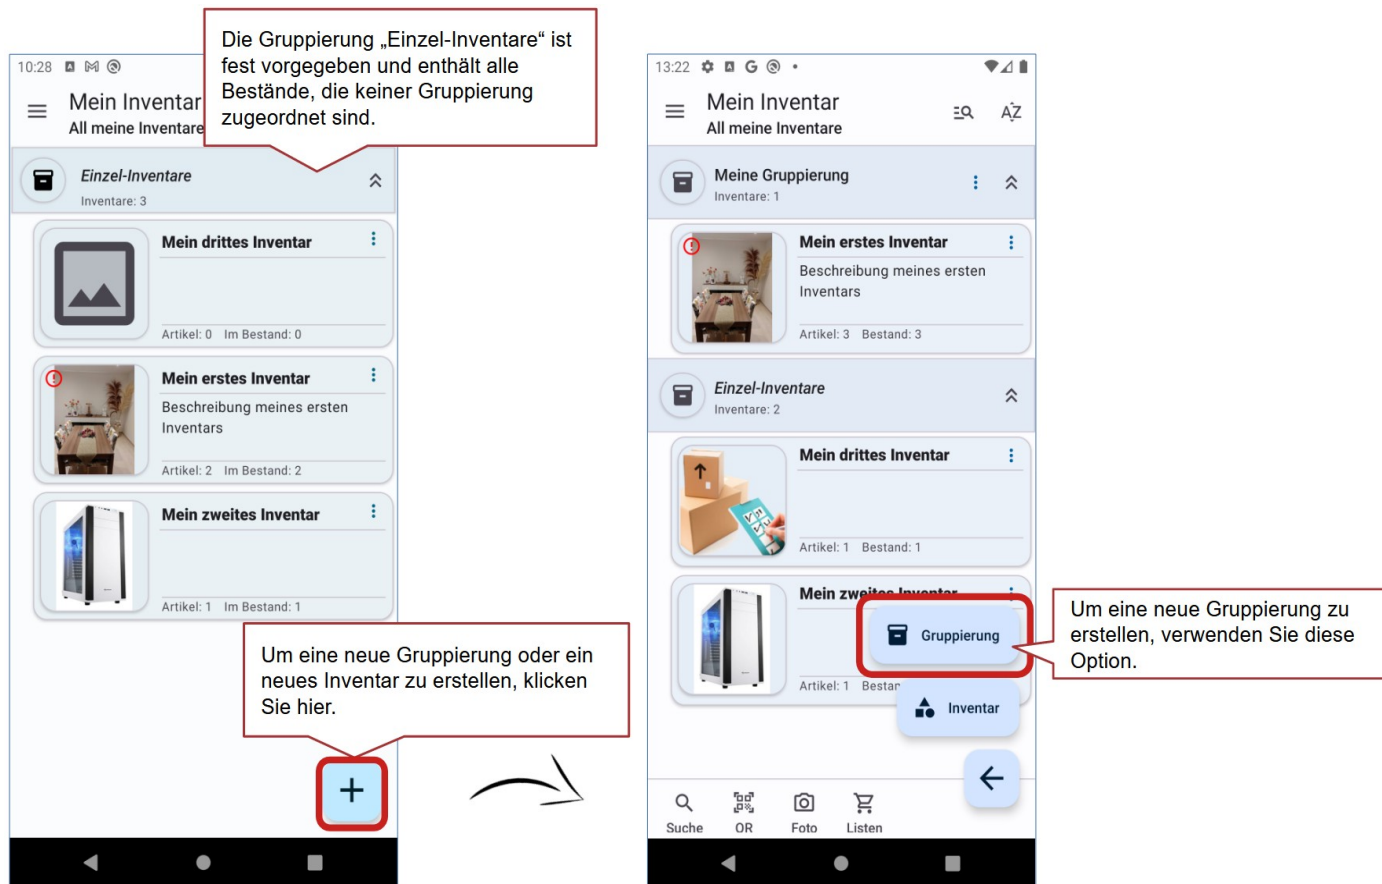 Die Gruppierung „Einzel-Inventare“ ist
fest vorgegeben und enthält alle
Bestände, die keiner Gruppierung
zugeordnet sind.
10:28
Mein Inventar
All meine Inventare
Einzel-Inventare
Inventare: 3
Mein drittes Inventar
Artikel: 0 Im Bestand: 0
Mein erstes Inventar
Beschreibung meines ersten
Inventars
Artikel: 2 Im Bestand: 2
Mein zweites Inventar
Artikel: 1 Im Bestand: 1
Um eine neue Gruppierung oder ein
neues Inventar zu erstellen, klicken
Sie hier.
13:22
Mein Inventar
All meine Inventare
Meine Gruppierung
Inventare: 1
Mein erstes Inventar
Beschreibung meines ersten
Inventars
Artikel: 3 Bestand: 3
Einzel-Inventare
Inventare: 2
Mein drittes Inventar
Artikel: 1 Bestand: 1
Mein zweites Inventar
Artikel: 1 Bestan
Gruppierung
Inventar
Um eine neue Gruppierung zu
erstellen, verwenden Sie diese
Option.
Suche QR Foto Listen